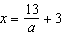 x = 13/a + 3